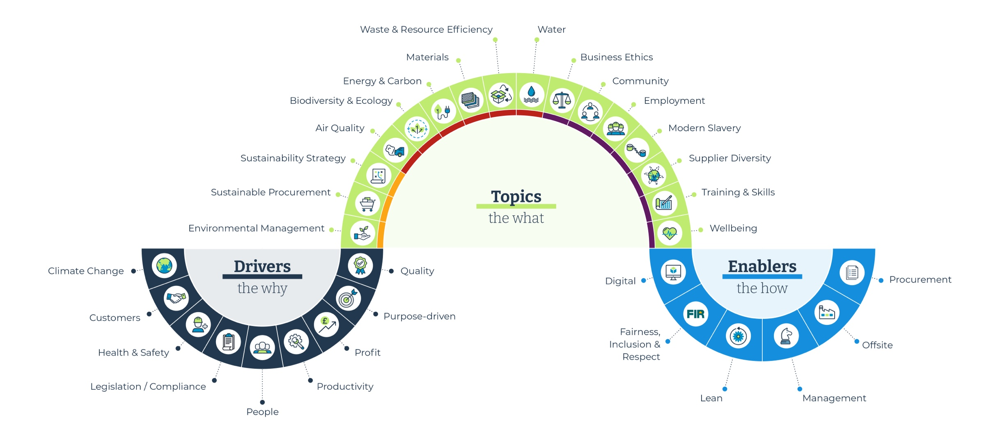 Waste & Resource Efficiency
Water
Materials
Business Ethics
Energy & Carbon
Community
Biodiversity & Ecology
Employment
Air Quality
Modern Slavery
Sustainability Strategy
Supplier Diversity
Sustainable Procurement
Training & Skills
Environmental Management
Wellbeing
Topics
the what
Drivers
the why
Climate Change
Customers
Health & Safety
Legislation / Compliance
People
Productivity
£
Profit
Purpose-driven
Quality
Enablers
the how
Digital
FIR
Fairness,
Inclusion &
Respect
Lean
Management
Offsite
Procurement